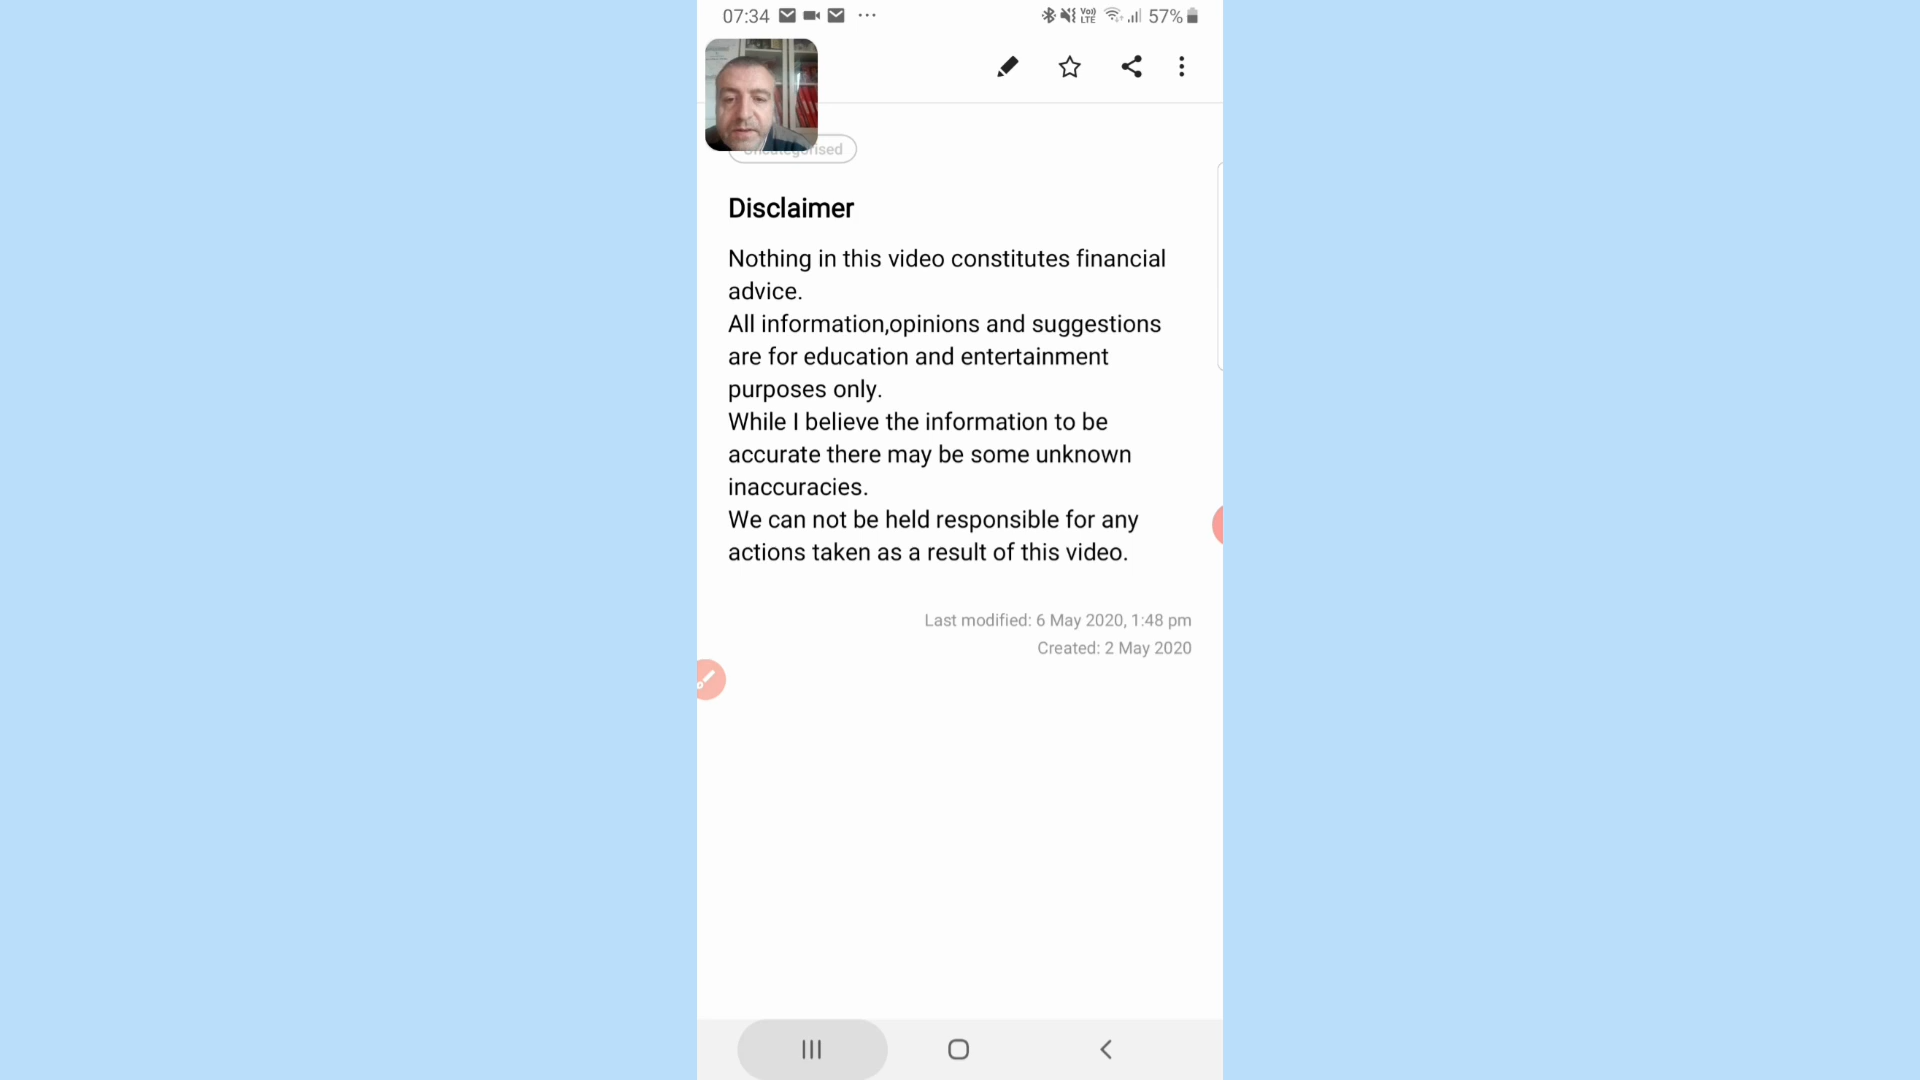 07:34
Vo))
LTE
57%
Uncategorised
Disclaimer
Nothing in this video constitutes financial
advice.
All information,opinions and suggestions
are for education and entertainment
purposes only.
While I believe the information to be
accurate there may be some unknown
inaccuracies.
We can not be held responsible for any
actions taken as a result of this video.
Last modified: 6 May 2020, 1:48 pm
Created: 2 May 2020